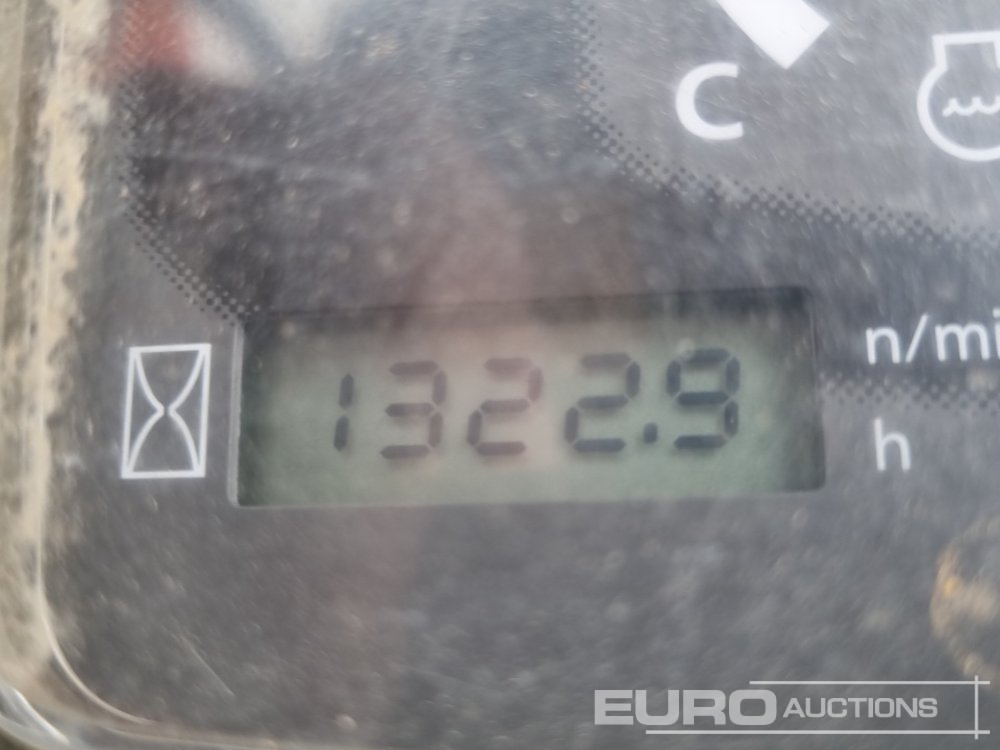 C
1322.9
n/mi
h
EURO AUCTIONS